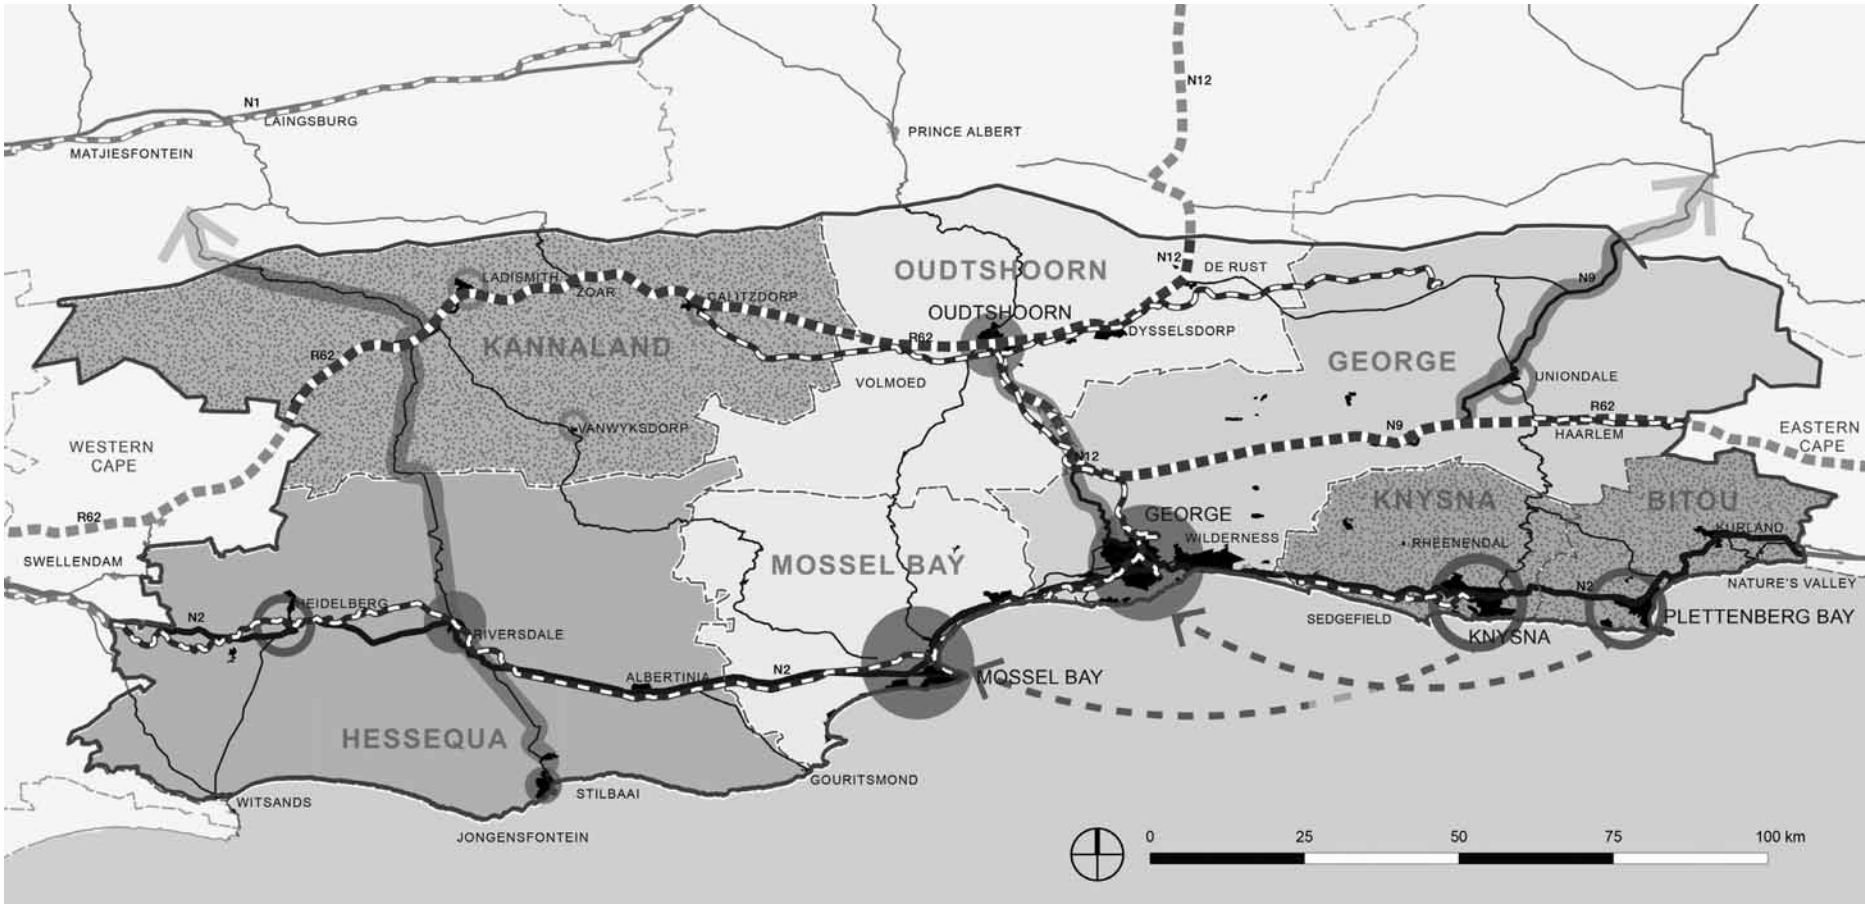 N12
N1
LAINGSBURG
MATJIESFONTEIN
PRINCE ALBERT
N12
OUDTSHOORN
DE RUST
LADISMITH
ZOAR
CALITZDORP
N9
OUDTSHOORN
DYSSELSDORP
R62
R62
KANNALAND
GEORGE
VOLMOED
UNIONDALE
R62
VANWYKSDORP
N9
HAARLEM
EASTERN
CAPE
WESTERN
CAPE
N12
KNYSNA
BITOU
R62
GEORGE
KURLAND
WILDERNESS
RHEENENDAL
SWELLENDAM
MOSSEL BAY
NATURE'S VALLEY
N2
HEIDELBERG
N2
SEDGEFIELD
PLETTENBERG BAY
RIVERSDALE
KNYSNA
ALBERTINIA
N2
MOSSEL BAY
HESSEQUA
GOURITSMOND
STILBAAI
WITSANDS
JONGENSFONTEIN
0 25 50 75 100 km